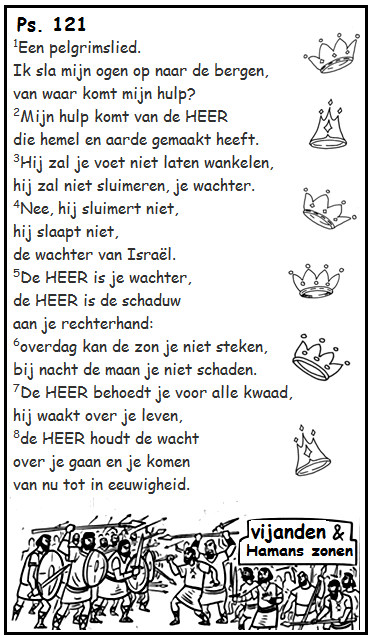 Ps. 121
¹Een pelgrimslied.
Ik sla mijn ogen op naar de bergen,
van waar komt mijn hulp?
²Mijn hulp komt van de HEER
die hemel en aarde gemaakt heeft.
³Hij zal je voet niet laten wankelen,
hij zal niet sluimeren, je wachter.
⁴Nee, hij sluimert niet,
hij slaapt niet,
de wachter van Israël.
⁵De HEER is je wachter,
de HEER is de schaduw
aan je rechterhand:
⁶overdag kan de zon je niet steken,
bij nacht de maan je niet schaden.
⁷De HEER behoedt je voor alle kwaad,
hij waakt over je leven,
⁸de HEER houdt de wacht
over je gaan en je komen
van nu tot in eeuwigheid.
vijanden &
Hamans zonen